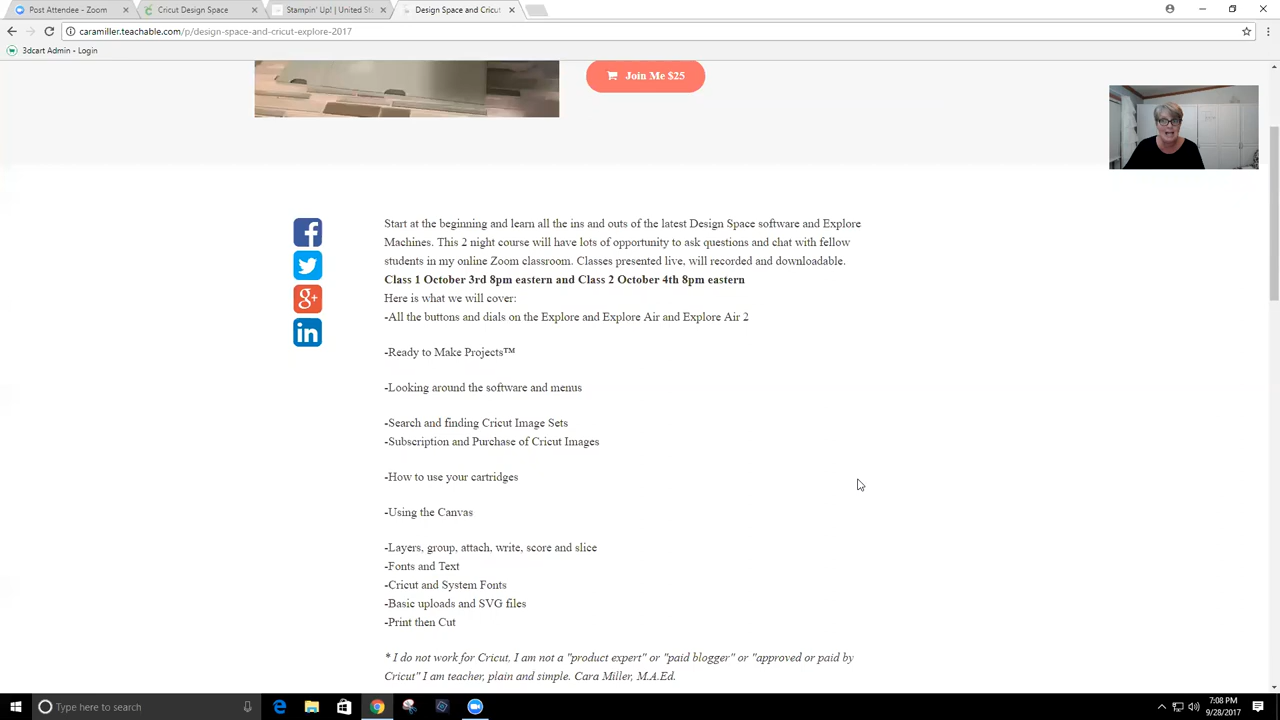 Post Attendee - Zoom
Cricut Design Space
Stampin' Up! | United St
Design Space and Cricut
caramiller.teachable.com/p/design-space-and-cricut-explore-2017
3dcart Admin - Login
Join Me $25
Start at the beginning and learn all the ins and outs of the latest Design Space software and Explore
Machines. This 2 night course will have lots of opportunity to ask questions and chat with fellow
students in my online Zoom classroom. Classes presented live, will recorded and downloadable.
Class 1 October 3rd 8pm eastern and Class 2 October 4th 8pm eastern
Here is what we will cover:
-All the buttons and dials on the Explore and Explore Air and Explore Air 2
-Ready to Make Projects™
-Looking around the software and menus
-Search and finding Cricut Image Sets
-Subscription and Purchase of Cricut Images
-How to use your cartridges
-Using the Canvas
-Layers, group, attach, write, score and slice
-Fonts and Text
-Cricut and System Fonts
-Basic uploads and SVG files
-Print then Cut
* I do not work for Cricut, I am not a "product expert" or "paid blogger" or "approved or paid by
Cricut" I am teacher, plain and simple. Cara Miller, M.A.Ed.
Type here to search
7:08 PM
9/28/2017